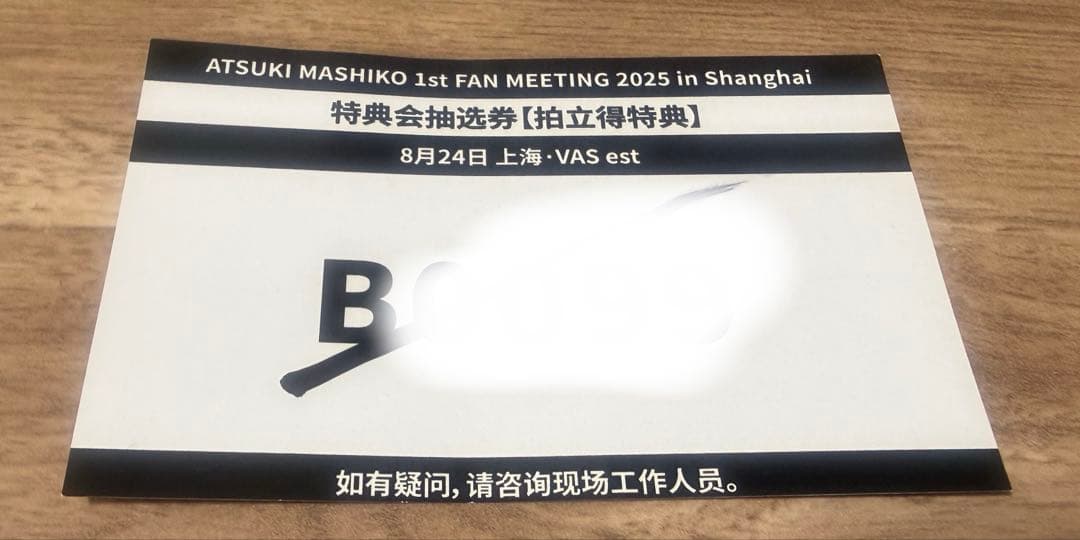 ATSUKI MASHIKO 1st FAN MEETING 2025 in Shanghai
特典会抽选券【拍立得特典】
8月24日 上海·VAS est
B
如有疑问,请咨询现场工作人员。